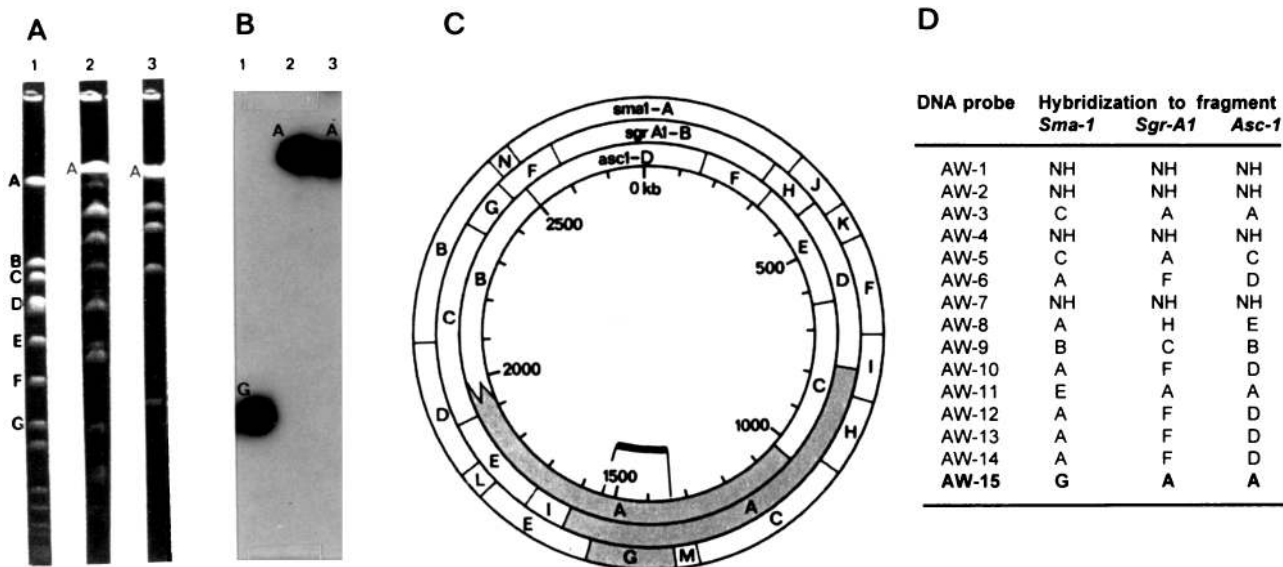 A
1 2 3
A
A
A
B
C
D
E
F
G
B
1 2 3
A A
G
C
sma1-A
sgr A1-B
asc1-D
0 kb
N
F
G
B
C
B
2500
F
H
J
K
E
D
F
500
I
C
H
2000
1000
D
E
L
I
E
1500
A
A
C
G
M
D
DNA probe Hybridization to fragment
Sma-1 Sgr-A1 Asc-1
AW-1 NH NH NH
AW-2 NH NH NH
AW-3 C A A
AW-4 NH NH NH
AW-5 C A C
AW-6 A F D
AW-7 NH NH NH
AW-8 A H E
AW-9 B C B
AW-10 A F D
AW-11 E A A
AW-12 A F D
AW-13 A F D
AW-14 A F D
AW-15 G A A